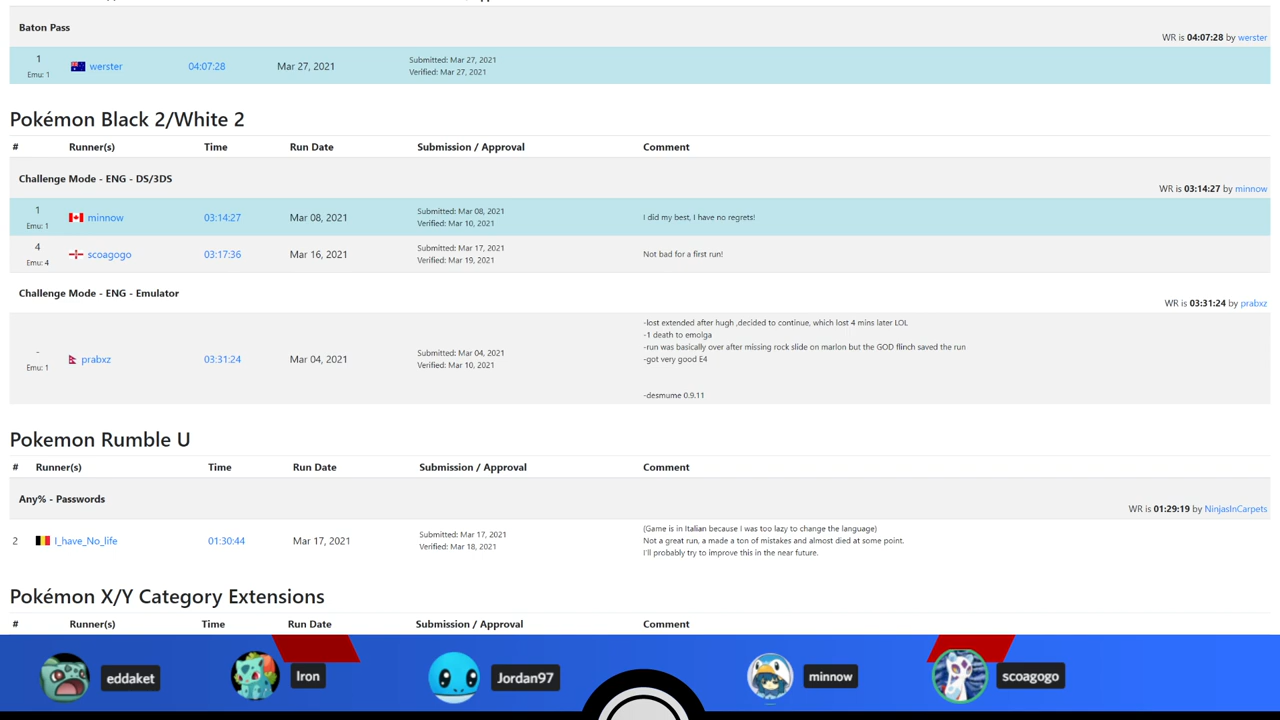 Baton Pass
WR is 04:07:28 by werster
1 werster 04:07:28 Mar 27, 2021 Submitted: Mar 27, 2021
Emu: 1 Verified: Mar 27, 2021
Pokémon Black 2/White 2
# Runner(s) Time Run Date Submission / Approval Comment
Challenge Mode - ENG - DS/3DS
WR is 03:14:27 by minnow
1 minnow 03:14:27 Mar 08, 2021 Submitted: Mar 08, 2021 I did my best, I have no regrets!
Emu: 1 Verified: Mar 10, 2021
4 scoagogo 03:17:36 Mar 16, 2021 Submitted: Mar 17, 2021 Not bad for a first run!
Emu: 4 Verified: Mar 19, 2021
Challenge Mode - ENG - Emulator
WR is 03:31:24 by prabxz
-lost extended after hugh ,decided to continue, which lost 4 mins later LOL
-1 death to emolga
-run was basically over after missing rock slide on marlon but the GOD flinch saved the run
- prabxz 03:31:24 Mar 04, 2021 Submitted: Mar 04, 2021 -got very good E4
Emu: 1 Verified: Mar 10, 2021
-desmume 0.9.11
Pokemon Rumble U
# Runner(s) Time Run Date Submission / Approval Comment
Any% - Passwords
WR is 01:29:19 by NinjasInCarpets
(Game is in Italian because I was too lazy to change the language)
2 I_have_No_life 01:30:44 Mar 17, 2021 Submitted: Mar 17, 2021 Not a great run, a made a ton of mistakes and almost died at some point.
Verified: Mar 18, 2021 I'll probably try to improve this in the near future.
Pokémon X/Y Category Extensions
# Runner(s) Time Run Date Submission / Approval Comment
eddaket Iron Jordan97 minnow scoagogo